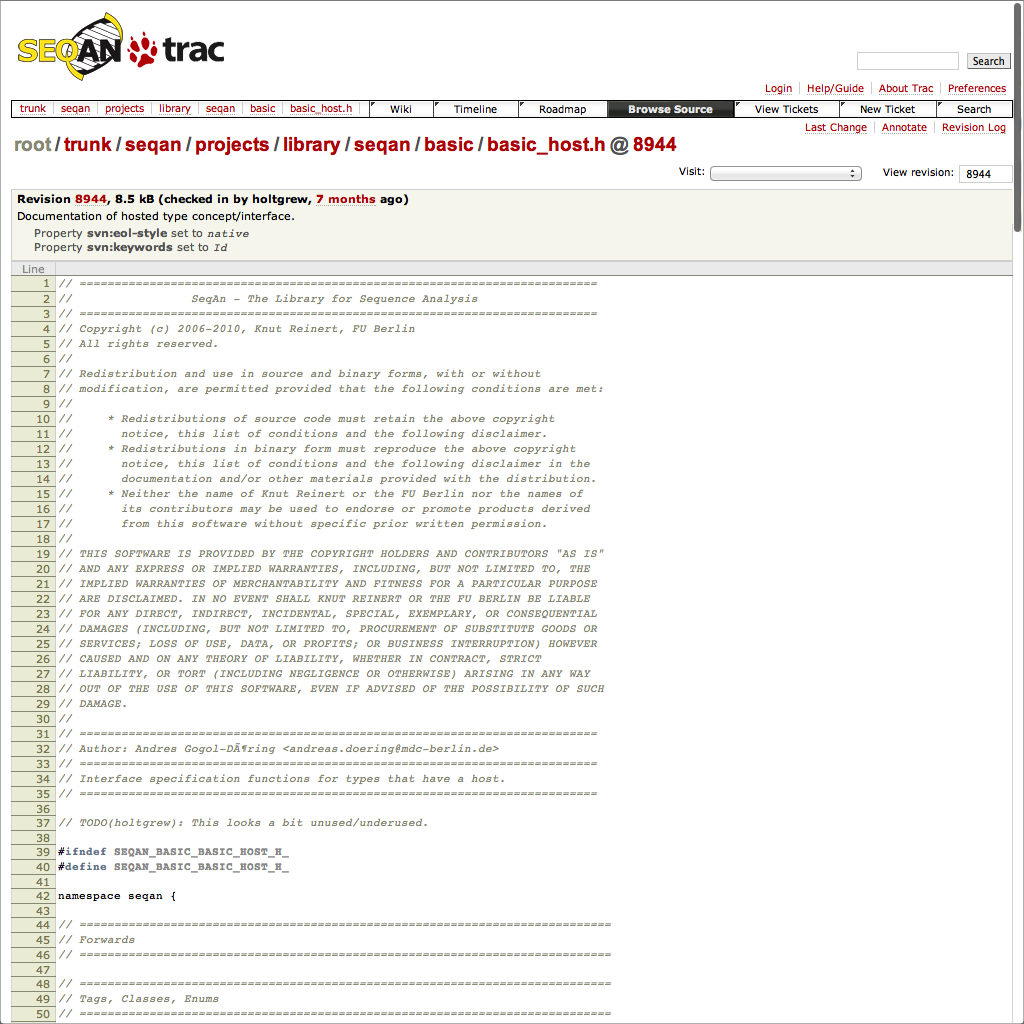 SEQAN trac
Search
Login Help/Guide About Trac Preferences
trunk seqan projects library seqan basic basic_host.h Wiki Timeline Roadmap Browse Source View Tickets New Ticket Search
Last Change Annotate Revision Log
root/trunk/seqan/projects/library/seqan/basic/basic_host.h @ 8944
Visit: View revision: 8944
Revision 8944, 8.5 kB (checked in by holtgrew, 7 months ago)
Documentation of hosted type concept/interface.
Property svn:eol-style set to native
Property svn:keywords set to Id
Line
1 // ==========================================================================
2 //                 SeqAn - The Library for Sequence Analysis
3 // ==========================================================================
4 // Copyright (c) 2006-2010, Knut Reinert, FU Berlin
5 // All rights reserved.
6 //
7 // Redistribution and use in source and binary forms, with or without
8 // modification, are permitted provided that the following conditions are met:
9 //
10 //     * Redistributions of source code must retain the above copyright
11 //       notice, this list of conditions and the following disclaimer.
12 //     * Redistributions in binary form must reproduce the above copyright
13 //       notice, this list of conditions and the following disclaimer in the
14 //       documentation and/or other materials provided with the distribution.
15 //     * Neither the name of Knut Reinert or the FU Berlin nor the names of
16 //       its contributors may be used to endorse or promote products derived
17 //       from this software without specific prior written permission.
18 //
19 // THIS SOFTWARE IS PROVIDED BY THE COPYRIGHT HOLDERS AND CONTRIBUTORS "AS IS"
20 // AND ANY EXPRESS OR IMPLIED WARRANTIES, INCLUDING, BUT NOT LIMITED TO, THE
21 // IMPLIED WARRANTIES OF MERCHANTABILITY AND FITNESS FOR A PARTICULAR PURPOSE
22 // ARE DISCLAIMED. IN NO EVENT SHALL KNUT REINERT OR THE FU BERLIN BE LIABLE
23 // FOR ANY DIRECT, INDIRECT, INCIDENTAL, SPECIAL, EXEMPLARY, OR CONSEQUENTIAL
24 // DAMAGES (INCLUDING, BUT NOT LIMITED TO, PROCUREMENT OF SUBSTITUTE GOODS OR
25 // SERVICES; LOSS OF USE, DATA, OR PROFITS; OR BUSINESS INTERRUPTION) HOWEVER
26 // CAUSED AND ON ANY THEORY OF LIABILITY, WHETHER IN CONTRACT, STRICT
27 // LIABILITY, OR TORT (INCLUDING NEGLIGENCE OR OTHERWISE) ARISING IN ANY WAY
28 // OUT OF THE USE OF THIS SOFTWARE, EVEN IF ADVISED OF THE POSSIBILITY OF SUCH
29 // DAMAGE.
30 //
31 // ==========================================================================
32 // Author: Andres Gogol-DÃ¶ring <andreas.doering@mdc-berlin.de>
33 // ==========================================================================
34 // Interface specification functions for types that have a host.
35 // ==========================================================================
36
37 // TODO(holtgrew): This looks a bit unused/underused.
38
39 #ifndef SEQAN_BASIC_BASIC_HOST_H_
40 #define SEQAN_BASIC_BASIC_HOST_H_
41
42 namespace seqan {
43
44 // ============================================================================
45 // Forwards
46 // ============================================================================
47
48 // ============================================================================
49 // Tags, Classes, Enums
50 // ============================================================================